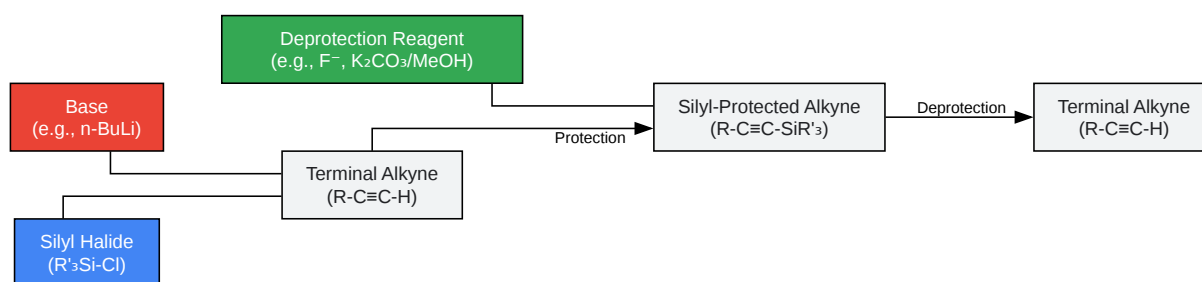 Deprotection Reagent
(e.g., F⁻, K₂CO₃/MeOH)
Base
(e.g., n-BuLi)
Silyl-Protected Alkyne
(R-C≡C-SiR'₃)
Deprotection
Terminal Alkyne
(R-C≡C-H)
Protection
Terminal Alkyne
(R-C≡C-H)
Silyl Halide
(R'₃Si-Cl)